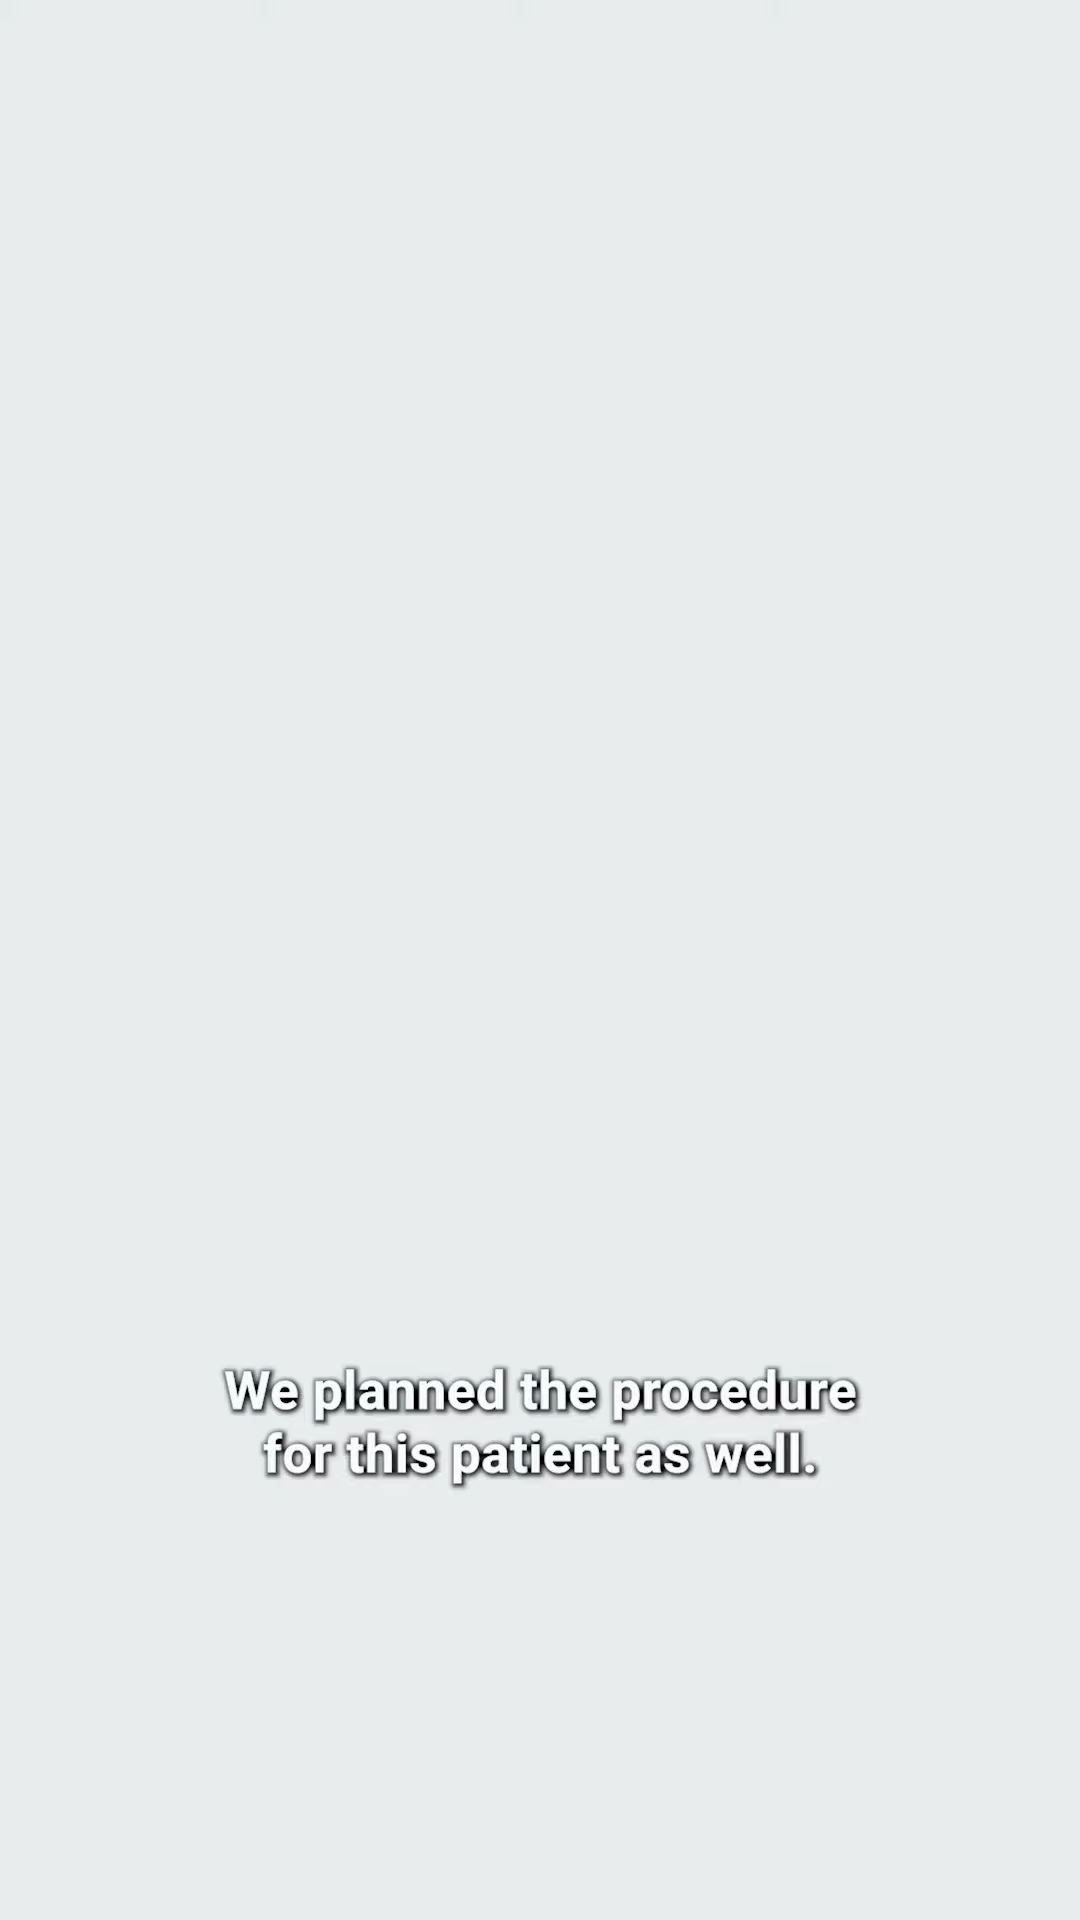 We planned the procedure
for this patient as well.